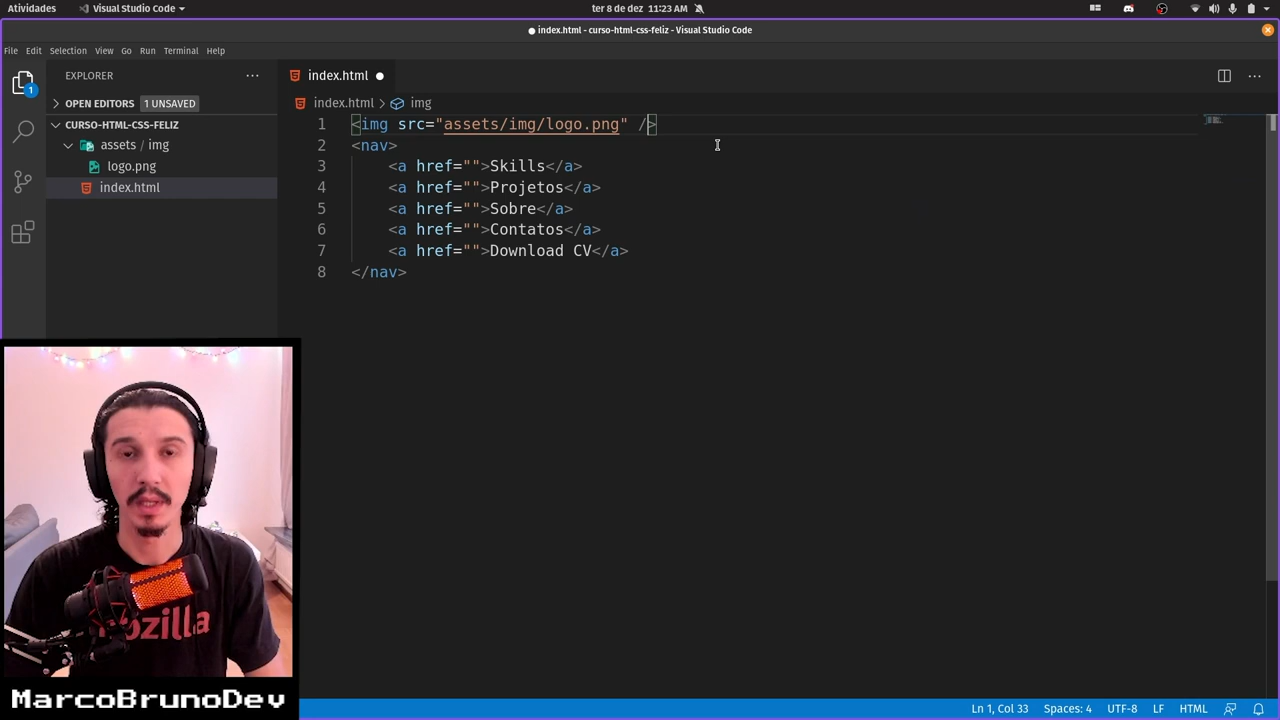 Atividades
Visual Studio Code
ter 8 de dez 11:23 AM
● index.html - curso-html-css-feliz - Visual Studio Code
File Edit Selection View Go Run Terminal Help
EXPLORER
index.html
OPEN EDITORS 1 UNSAVED
index.html > img
CURSO-HTML-CSS-FELIZ
assets / img
logo.png
index.html
1
1 <img src="assets/img/logo.png" />
2 <nav>
3 <a href="">Skills</a>
4 <a href="">Projetos</a>
5 <a href="">Sobre</a>
6 <a href="">Contatos</a>
7 <a href="">Download CV</a>
8 </nav>
mozilla
MarcoBrunoDev
Ln 1, Col 33 Spaces: 4 UTF-8 LF HTML